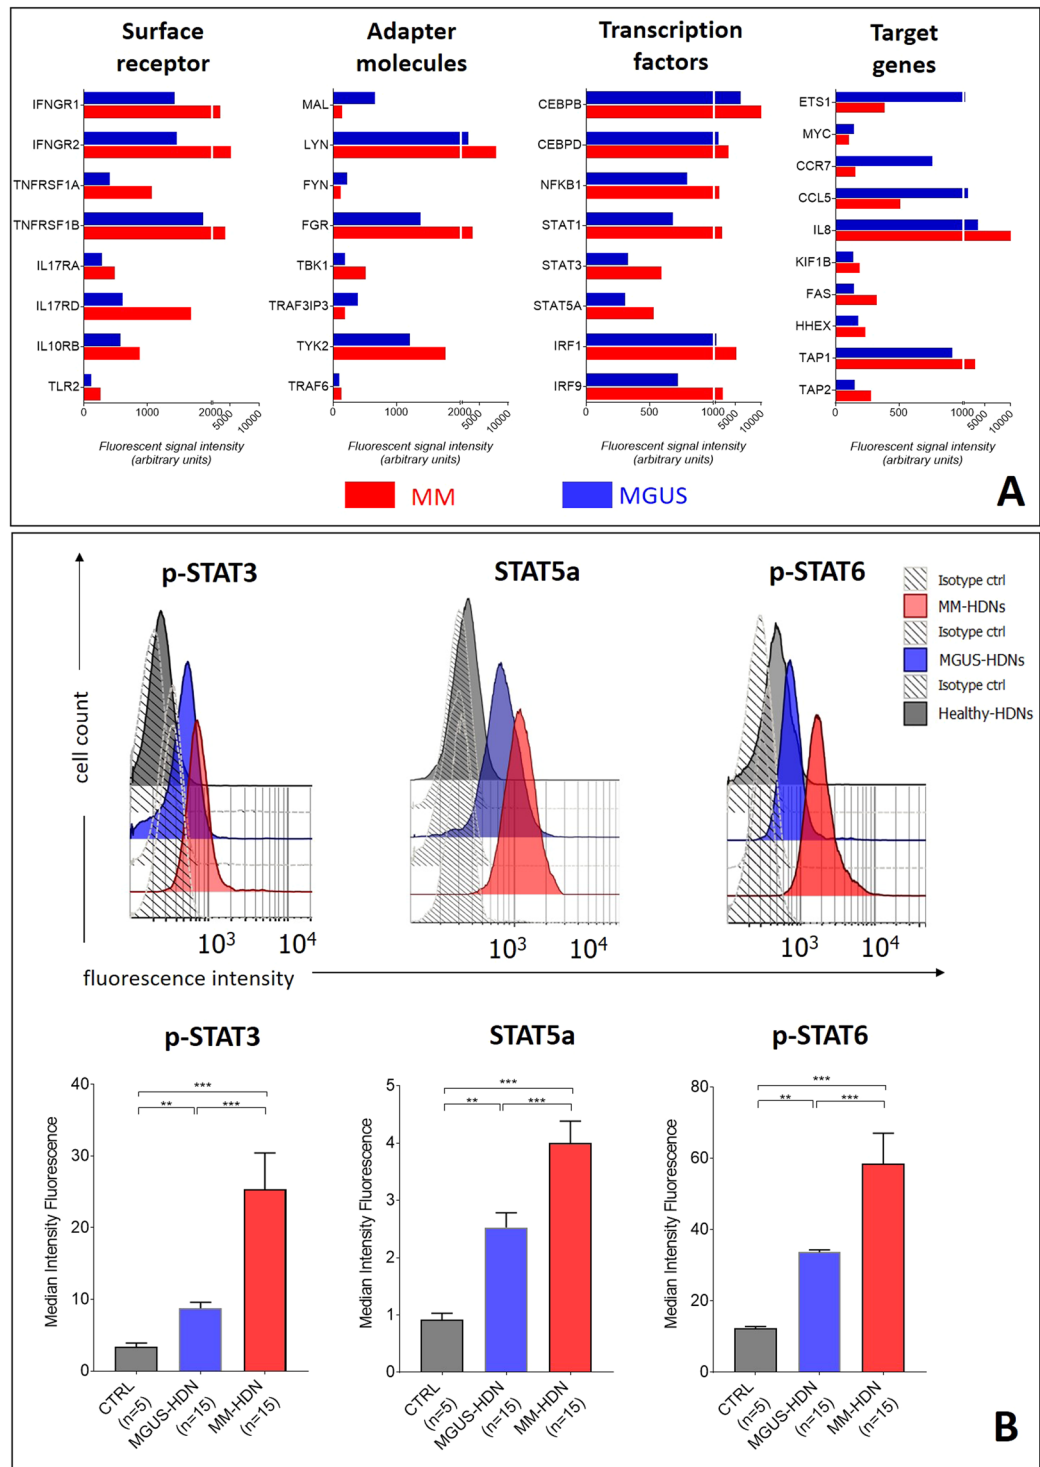 Surface
receptor
Adapter
molecules
Transcription
factors
Target
genes
IFNGR1
IFNGR2
TNFRSF1A
TNFRSF1B
IL17RA
IL17RD
IL10RB
TLR2
0 1000 2000 5000 10000
Fluorescent signal intensity
(arbitrary units)
MAL
LYN
FYN
FGR
TBK1
TRAF3IP3
TYK2
TRAF6
0 1000 2000 5000 10000
Fluorescent signal intensity
(arbitrary units)
CEBPB
CEBPD
NFKB1
STAT1
STAT3
STAT5A
IRF1
IRF9
0 500 1000 5000 10000
Fluorescent signal intensity
(arbitrary units)
ETS1
MYC
CCR7
CCL5
IL8
KIF1B
FAS
HHEX
TAP1
TAP2
0 500 1000 5000 10000
Fluorescent signal intensity
(arbitrary units)
MM
MGUS
A
p-STAT3
STAT5a
p-STAT6
Isotype ctrl
MM-HDNs
Isotype ctrl
MGUS-HDNs
Isotype ctrl
Healthy-HDNs
cell count
10³ 10⁴
10³ 10⁴
10³ 10⁴
fluorescence intensity
p-STAT3
Median Intensity Fluorescence
40
30
20
10
0
***
** ***
CTRL
(n=5)
MGUS-HDN
(n=15)
MM-HDN
(n=15)
STAT5a
Median Intensity Fluorescence
5
4
3
2
1
0
***
** ***
CTRL
(n=5)
MGUS-HDN
(n=15)
MM-HDN
(n=15)
p-STAT6
Median Intensity Fluorescence
80
60
40
20
0
***
** ***
CTRL
(n=5)
MGUS-HDN
(n=15)
MM-HDN
(n=15)
B